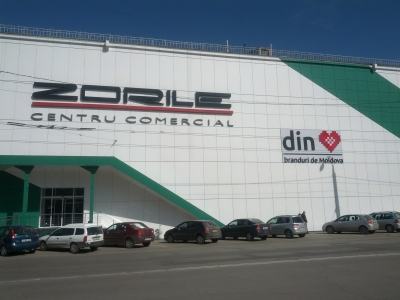 ZORILE
CENTRU COMERCIAL
din
branduri de Moldova